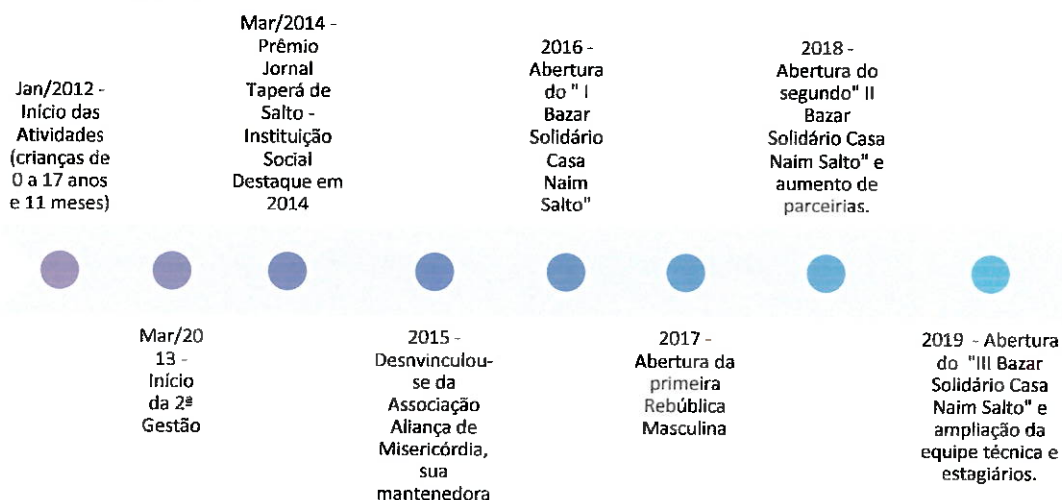 Jan/2012 -
Início das
Atividades
(crianças de
0 a 17 anos
e 11 meses)
Mar/20
13 -
Início
da 2ª
Gestão
Mar/2014 -
Prêmio
Jornal
Taperá de
Salto -
Instituição
Social
Destaque em
2014
2015 -
Desnvinculou-
se da
Associação
Aliança de
Misericórdia,
sua
mantenedora
2016 -
Abertura
do " I
Bazar
Solidário
Casa
Naim
Salto"
2017 -
Abertura da
primeira
Rebública
Masculina
2018 -
Abertura do
segundo" II
Bazar
Solidário Casa
Naim Salto" e
aumento de
parceirias.
2019 - Abertura
do "III Bazar
Solidário Casa
Naim Salto" e
ampliação da
equipe técnica e
estagiários.